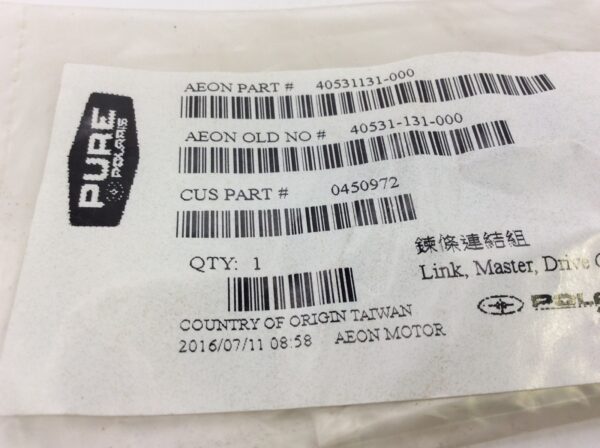 PURE
POLARIS
AEON PART # 40531131-000
AEON OLD NO # 40531-131-000
CUS PART # 0450972
QTY: 1
鍊條連結組
Link, Master, Drive
COUNTRY OF ORIGIN TAIWAN
2016/07/11 08:58 AEON MOTOR